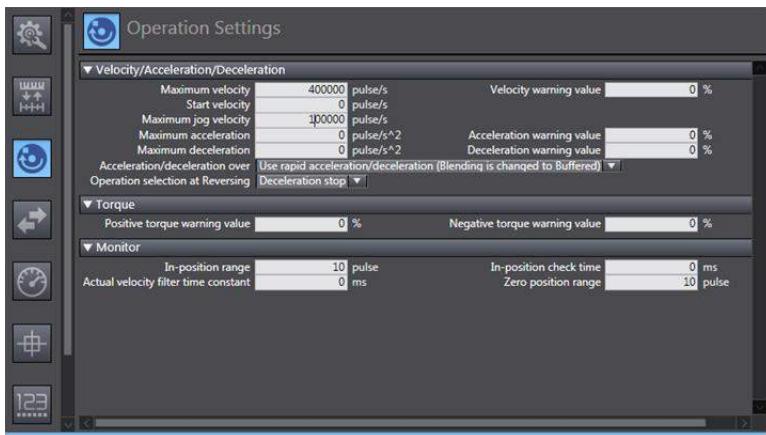 Operation Settings
▼ Velocity/Acceleration/Deceleration
Maximum velocity 400000 pulse/s Velocity warning value 0 %
Start velocity 0 pulse/s
Maximum jog velocity 100000 pulse/s
Maximum acceleration 0 pulse/s^2 Acceleration warning value 0 %
Maximum deceleration 0 pulse/s^2 Deceleration warning value 0 %
Acceleration/deceleration over Use rapid acceleration/deceleration (Blending is changed to Buffered) ▼
Operation selection at Reversing Deceleration stop ▼
▼ Torque
Positive torque warning value 0 % Negative torque warning value 0 %
▼ Monitor
In-position range 10 pulse In-position check time 0 ms
Actual velocity filter time constant 0 ms Zero position range 10 pulse
123